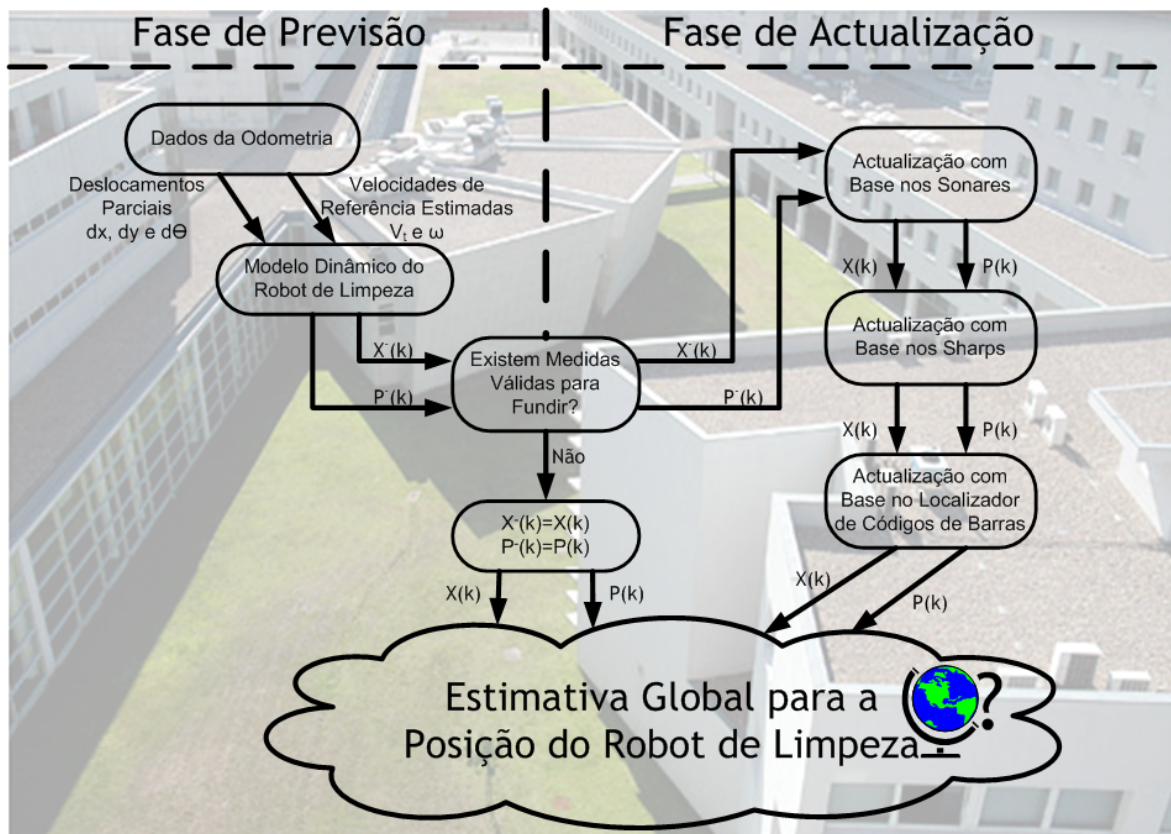 Fase de Previsão
Fase de Actualização
Dados da Odometria
Deslocamentos
Parciais
dx, dy e dΘ
Velocidades de
Referência Estimadas
Vₜ e ω
Modelo Dinâmico do
Robot de Limpeza
X⁻(k)
P⁻(k)
Existem Medidas
Válidas para
Fundir?
X⁻(k)
P⁻(k)
Não
X⁻(k)=X(k)
P⁻(k)=P(k)
X(k)
P(k)
Actualização com
Base nos Sonares
X(k)
P(k)
Actualização com
Base nos Sharps
X(k)
P(k)
Actualização com
Base no Localizador
de Códigos de Barras
X(k)
P(k)
Estimativa Global para a
Posição do Robot de Limpeza
?